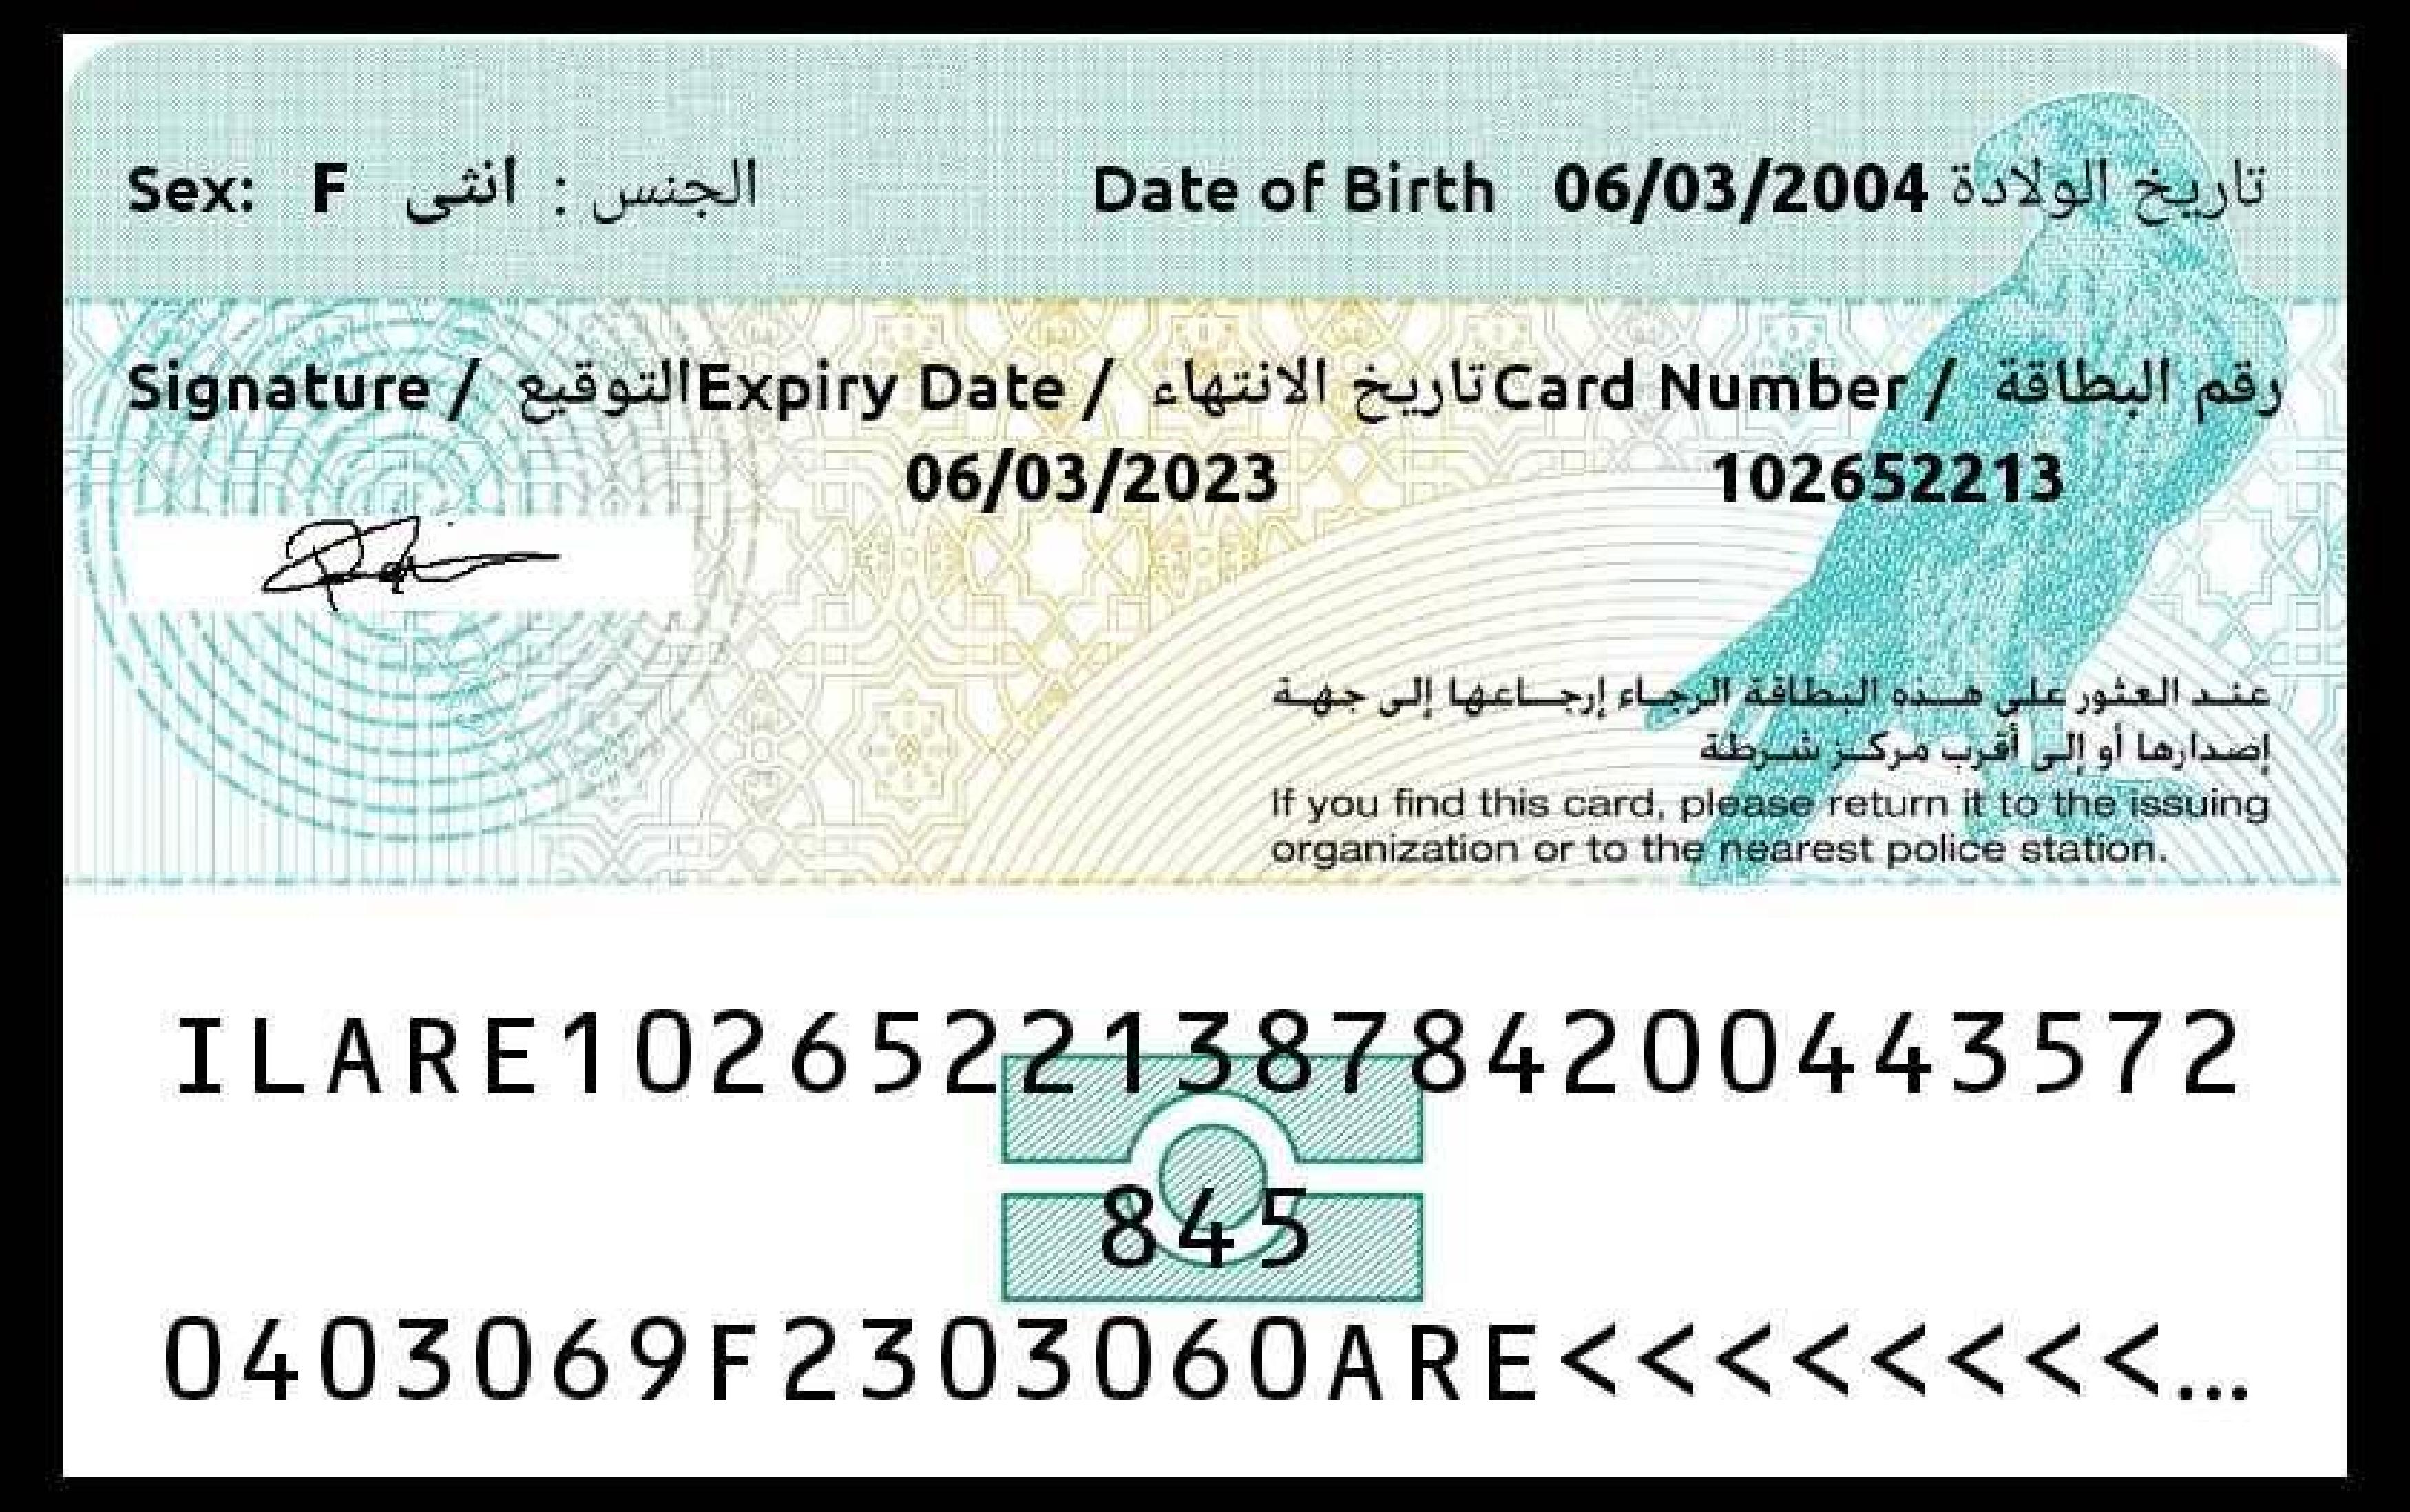 Sex: F الجنس : انثى
Date of Birth 06/03/2004 تاريخ الولادة
Signature / التوقيع
Expiry Date / تاريخ الانتهاء
Card Number / رقم البطاقة
06/03/2023
102652213
عند العثور على هذه البطاقة الرجاء إرجاعها إلى جهة
إصدارها أو إلى أقرب مركز شرطة
If you find this card, please return it to the issuing
organization or to the nearest police station.
ILARE1026522138784200443572
845
0403069F2303060ARE<<<<<<<<...